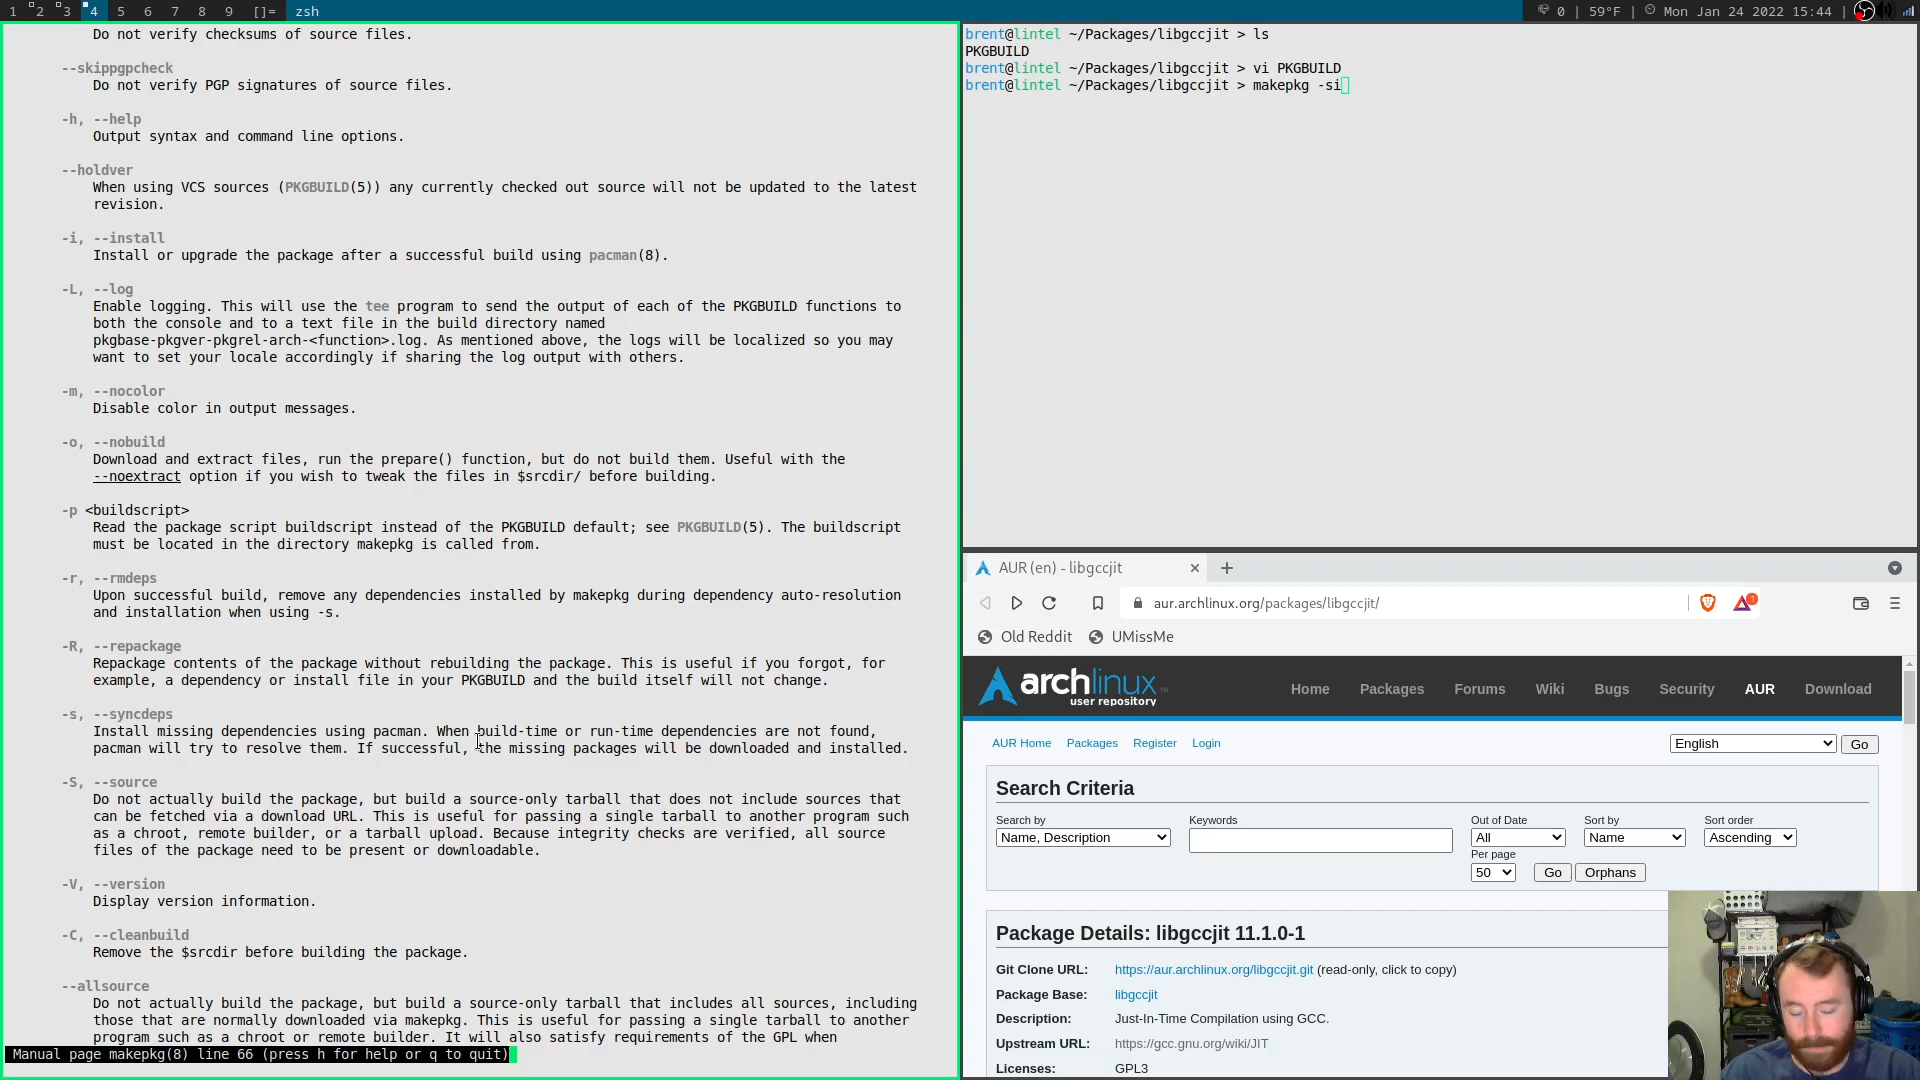 1 2 3 4 5 6 7 8 9 []= zsh
0 | 59°F | Mon Jan 24 2022 15:44 |
Do not verify checksums of source files.
--skippgpcheck
Do not verify PGP signatures of source files.
-h, --help
Output syntax and command line options.
--holdver
When using VCS sources (PKGBUILD(5)) any currently checked out source will not be updated to the latest
revision.
-i, --install
Install or upgrade the package after a successful build using pacman(8).
-L, --log
Enable logging. This will use the tee program to send the output of each of the PKGBUILD functions to
both the console and to a text file in the build directory named
pkgbase-pkgver-pkgrel-arch-<function>.log. As mentioned above, the logs will be localized so you may
want to set your locale accordingly if sharing the log output with others.
-m, --nocolor
Disable color in output messages.
-o, --nobuild
Download and extract files, run the prepare() function, but do not build them. Useful with the
--noextract option if you wish to tweak the files in $srcdir/ before building.
-p <buildscript>
Read the package script buildscript instead of the PKGBUILD default; see PKGBUILD(5). The buildscript
must be located in the directory makepkg is called from.
-r, --rmdeps
Upon successful build, remove any dependencies installed by makepkg during dependency auto-resolution
and installation when using -s.
-R, --repackage
Repackage contents of the package without rebuilding the package. This is useful if you forgot, for
example, a dependency or install file in your PKGBUILD and the build itself will not change.
-s, --syncdeps
Install missing dependencies using pacman. When build-time or run-time dependencies are not found,
pacman will try to resolve them. If successful, the missing packages will be downloaded and installed.
-S, --source
Do not actually build the package, but build a source-only tarball that does not include sources that
can be fetched via a download URL. This is useful for passing a single tarball to another program such
as a chroot, remote builder, or a tarball upload. Because integrity checks are verified, all source
files of the package need to be present or downloadable.
-V, --version
Display version information.
-C, --cleanbuild
Remove the $srcdir before building the package.
--allsource
Do not actually build the package, but build a source-only tarball that includes all sources, including
those that are normally downloaded via makepkg. This is useful for passing a single tarball to another
program such as a chroot or remote builder. It will also satisfy requirements of the GPL when
Manual page makepkg(8) line 66 (press h for help or q to quit)
brent@lintel ~/Packages/libgccjit > ls
PKGBUILD
brent@lintel ~/Packages/libgccjit > vi PKGBUILD
brent@lintel ~/Packages/libgccjit > makepkg -si
AUR (en) - libgccjit
aur.archlinux.org/packages/libgccjit/
1
Old Reddit UMissMe
archlinux
user repository
Home Packages Forums Wiki Bugs Security AUR Download
AUR Home Packages Register Login
English Go
Search Criteria
Search by Keywords Out of Date Sort by Sort order
Name, Description All Name Ascending
Per page
50 Go Orphans
Package Details: libgccjit 11.1.0-1
Git Clone URL: https://aur.archlinux.org/libgccjit.git (read-only, click to copy)
Package Base: libgccjit
Description: Just-In-Time Compilation using GCC.
Upstream URL: https://gcc.gnu.org/wiki/JIT
Licenses: GPL3